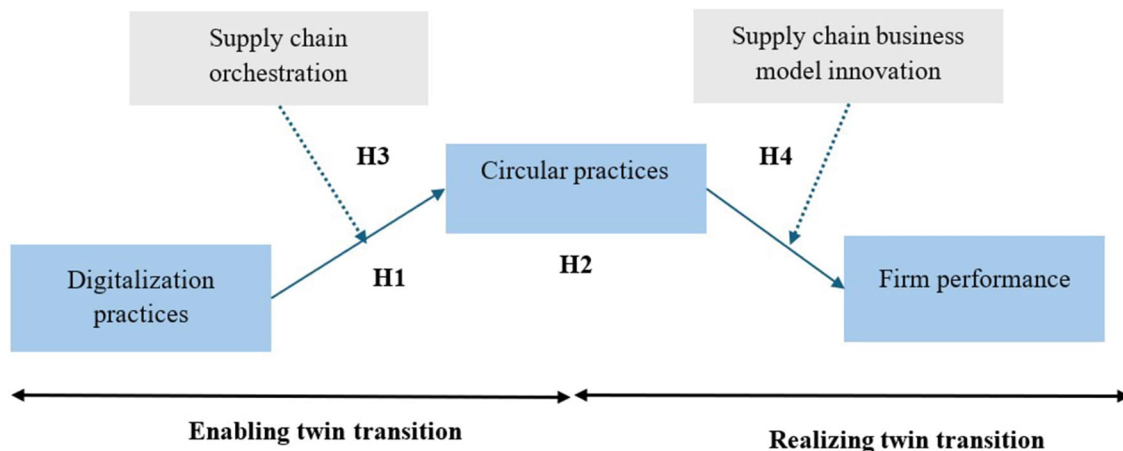 Supply chain
orchestration
Supply chain business
model innovation
H3
H4
Circular practices
H1
H2
Digitalization
practices
Firm performance
Enabling twin transition
Realizing twin transition